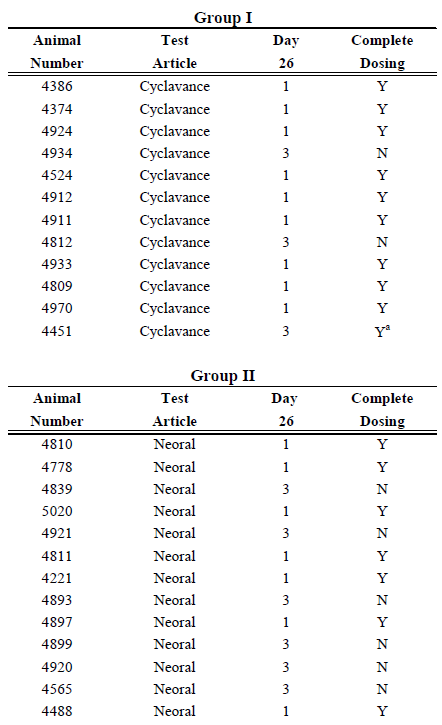 Group I
Animal Test Day Complete
Number Article 26 Dosing
4386 Cyclavance 1 Y
4374 Cyclavance 1 Y
4924 Cyclavance 1 Y
4934 Cyclavance 3 N
4524 Cyclavance 1 Y
4912 Cyclavance 1 Y
4911 Cyclavance 1 Y
4812 Cyclavance 3 N
4933 Cyclavance 1 Y
4809 Cyclavance 1 Y
4970 Cyclavance 1 Y
4451 Cyclavance 3 Yᵃ
Group II
Animal Test Day Complete
Number Article 26 Dosing
4810 Neoral 1 Y
4778 Neoral 1 Y
4839 Neoral 3 N
5020 Neoral 1 Y
4921 Neoral 3 N
4811 Neoral 1 Y
4221 Neoral 1 Y
4893 Neoral 3 N
4897 Neoral 1 Y
4899 Neoral 3 N
4920 Neoral 3 N
4565 Neoral 3 N
4488 Neoral 1 Y